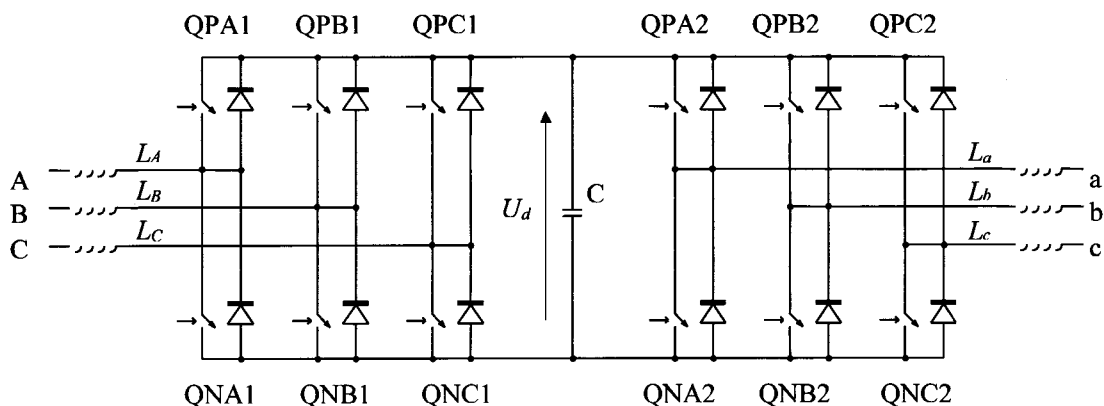 QPA1 QPB1 QPC1 QPA2 QPB2 QPC2
A L_A L_a a
B L_B U_d C L_b b
C L_C L_c c
QNA1 QNB1 QNC1 QNA2 QNB2 QNC2